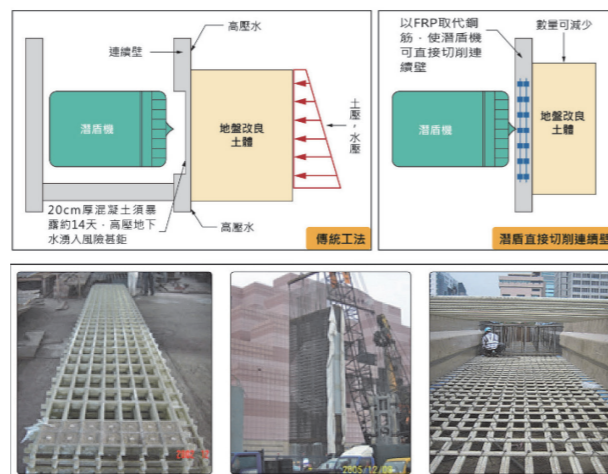 連續壁
高壓水
潛盾機
地盤改良
土體
土壓，水壓
20cm厚混凝土須暴
露約14天，高壓地下
水湧入風險甚鉅
高壓水
傳統工法
以FRP取代鋼
筋，使潛盾機
可直接切削連
續壁
數量可減少
潛盾機
地盤改良
土體
潛盾直接切削連續壁